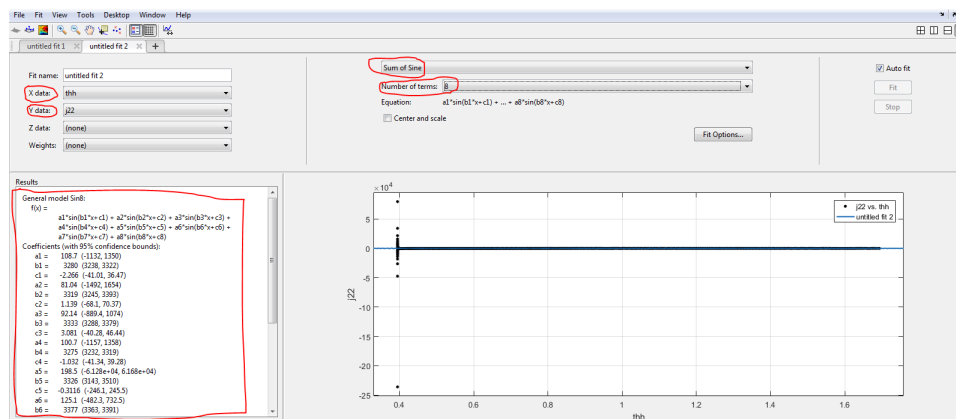 File Fit View Tools Desktop Window Help
untitled fit 1 untitled fit 2
Fit name: untitled fit 2
X data: thh
Y data: j22
Z data: (none)
Weights: (none)
Sum of Sine
Number of terms: 8
Equation: a1*sin(b1*x+c1) + ... + a8*sin(b8*x+c8)
Center and scale
Fit Options...
Auto fit
Fit
Stop
Results
General model Sin8:
f(x) =
a1*sin(b1*x+c1) + a2*sin(b2*x+c2) + a3*sin(b3*x+c3) +
a4*sin(b4*x+c4) + a5*sin(b5*x+c5) + a6*sin(b6*x+c6) +
a7*sin(b7*x+c7) + a8*sin(b8*x+c8)
Coefficients (with 95% confidence bounds):
a1 = 108.7 (-1132, 1350)
b1 = 3280 (3238, 3322)
c1 = -2.266 (-41.01, 36.47)
a2 = 81.04 (-1492, 1654)
b2 = 3319 (3245, 3393)
c2 = 1.139 (-68.1, 70.37)
a3 = 92.14 (-889.4, 1074)
b3 = 3333 (3288, 3379)
c3 = 3.081 (-40.28, 46.44)
a4 = 100.7 (-1157, 1358)
b4 = 3275 (3232, 3319)
c4 = -1.032 (-41.34, 39.28)
a5 = 198.5 (-6.128e+04, 6.168e+04)
b5 = 3326 (3143, 3510)
c5 = -0.3116 (-246.1, 245.5)
a6 = 125.1 (-482.3, 732.5)
b6 = 3377 (3363, 3391)
×10⁴
j22 vs. thh
untitled fit 2
5
0
-5
-10
-15
-20
-25
j22
0.4 0.6 0.8 1 1.2 1.4 1.6
thh